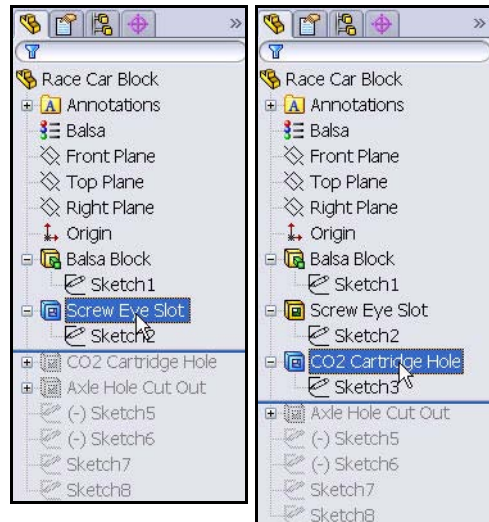 »
Race Car Block
A Annotations
Balsa
Front Plane
Top Plane
Right Plane
Origin
Balsa Block
Sketch1
Screw Eye Slot
Sketch2
CO2 Cartridge Hole
Axle Hole Cut Out
(-) Sketch5
(-) Sketch6
Sketch7
Sketch8
»
Race Car Block
A Annotations
Balsa
Front Plane
Top Plane
Right Plane
Origin
Balsa Block
Sketch1
Screw Eye Slot
Sketch2
CO2 Cartridge Hole
Sketch3
Axle Hole Cut Out
(-) Sketch5
(-) Sketch6
Sketch7
Sketch8